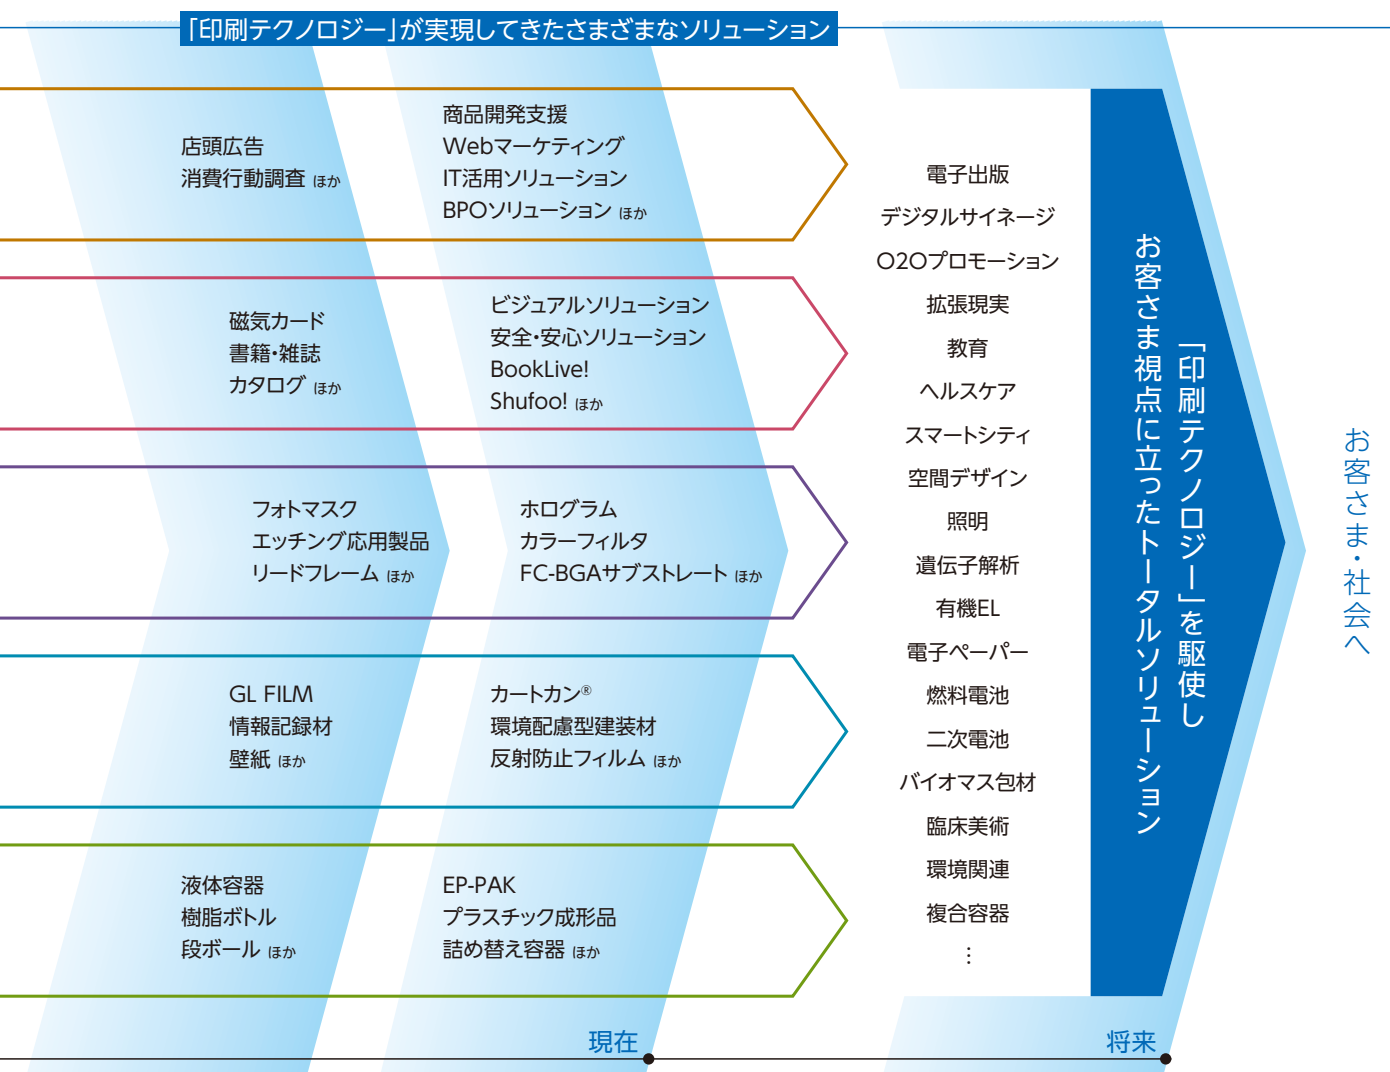 「印刷テクノロジー」が実現してきたさまざまなソリューション
店頭広告
消費行動調査 ほか
商品開発支援
Webマーケティング
IT活用ソリューション
BPOソリューション ほか
磁気カード
書籍・雑誌
カタログ ほか
ビジュアルソリューション
安全・安心ソリューション
BookLive!
Shufoo! ほか
フォトマスク
エッチング応用製品
リードフレーム ほか
ホログラム
カラーフィルタ
FC-BGAサブストレート ほか
GL FILM
情報記録材
壁紙 ほか
カートカン®
環境配慮型建装材
反射防止フィルム ほか
液体容器
樹脂ボトル
段ボール ほか
EP-PAK
プラスチック成形品
詰め替え容器 ほか
電子出版
デジタルサイネージ
O2Oプロモーション
拡張現実
教育
ヘルスケア
スマートシティ
空間デザイン
照明
遺伝子解析
有機EL
電子ペーパー
燃料電池
二次電池
バイオマス包材
臨床美術
環境関連
複合容器
⋮
「印刷テクノロジー」を駆使し
お客さま視点に立ったトータルソリューション
お客さま・社会へ
現在
将来